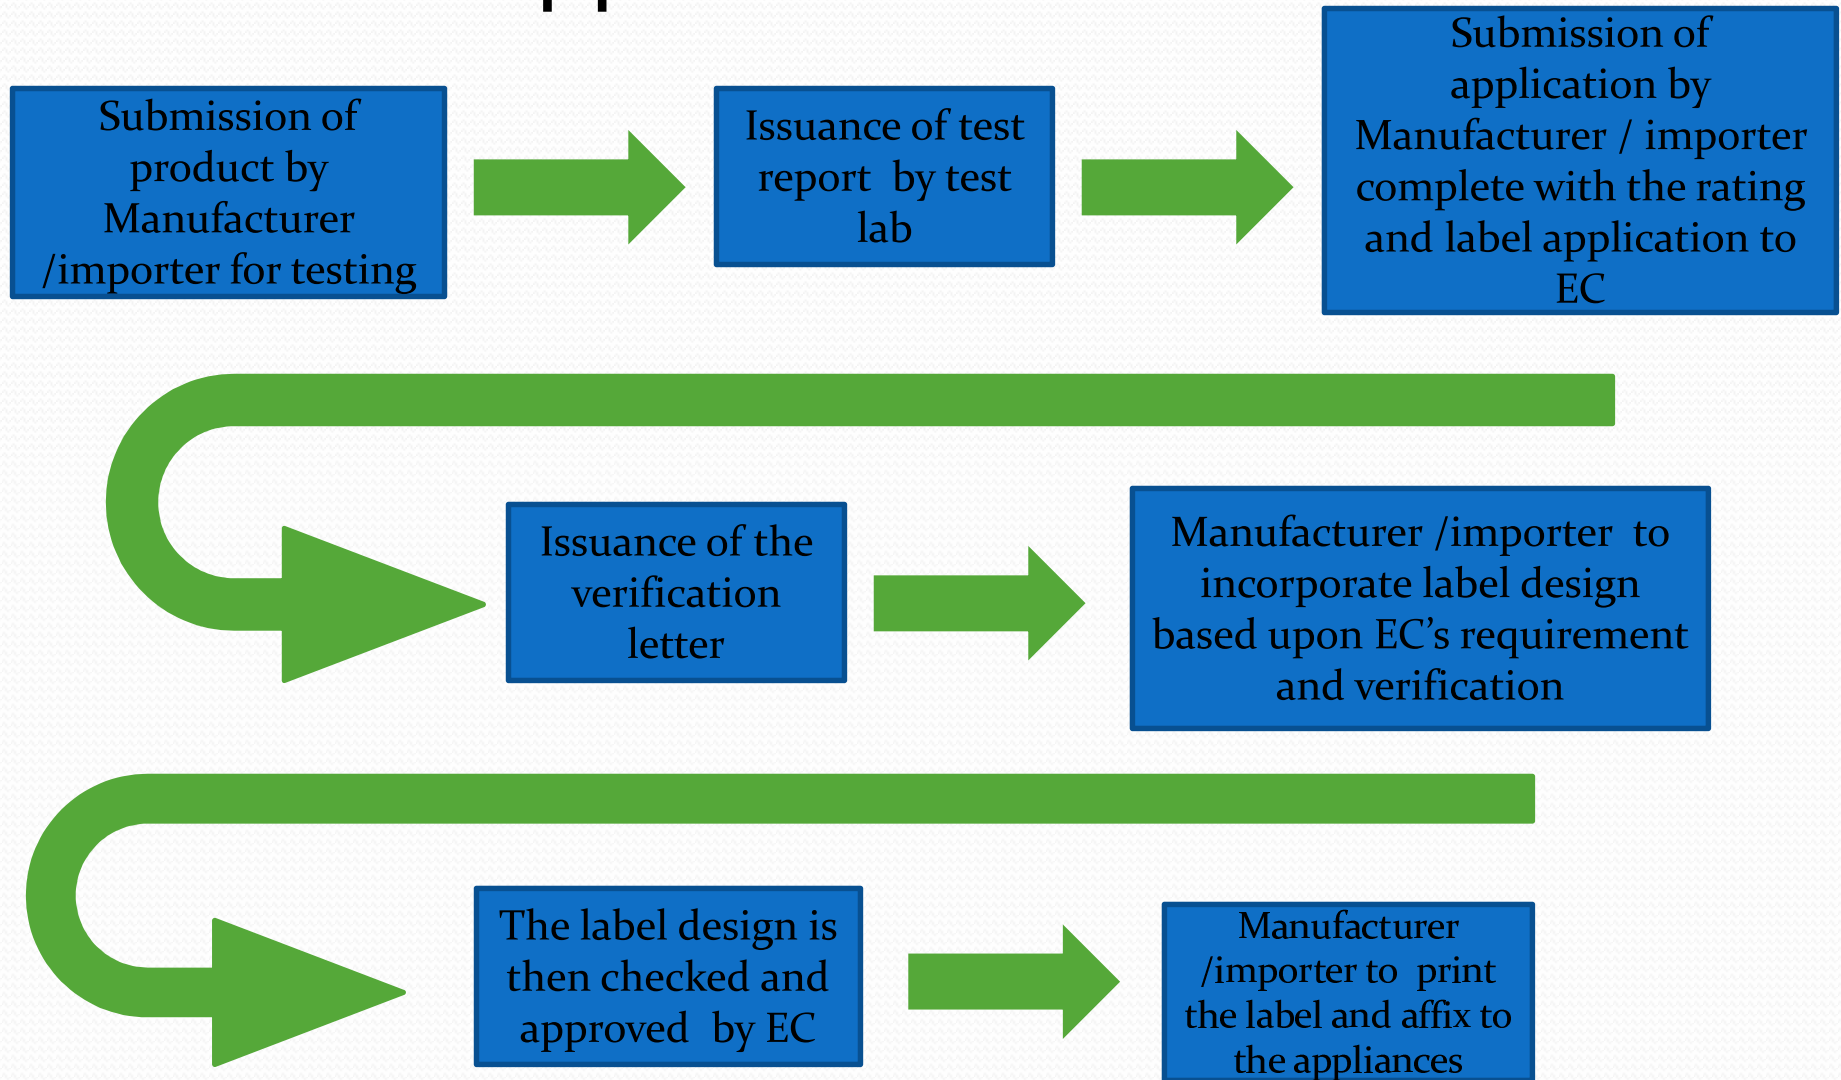 Submission of
product by
Manufacturer
/importer for testing
Issuance of test
report by test
lab
Submission of
application by
Manufacturer / importer
complete with the rating
and label application to
EC
Issuance of the
verification
letter
Manufacturer /importer to
incorporate label design
based upon EC’s requirement
and verification
The label design is
then checked and
approved by EC
Manufacturer
/importer to print
the label and affix to
the appliances